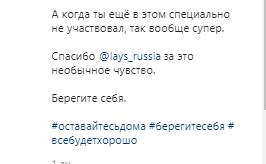 А когда ты ещё в этом специально
не участвовал, так вообще супер.
Спасибо @lays_russia за это
необычное чувство.
Берегите себя.
#оставайтесьдома #берегитесебя #
всебудетхорошо